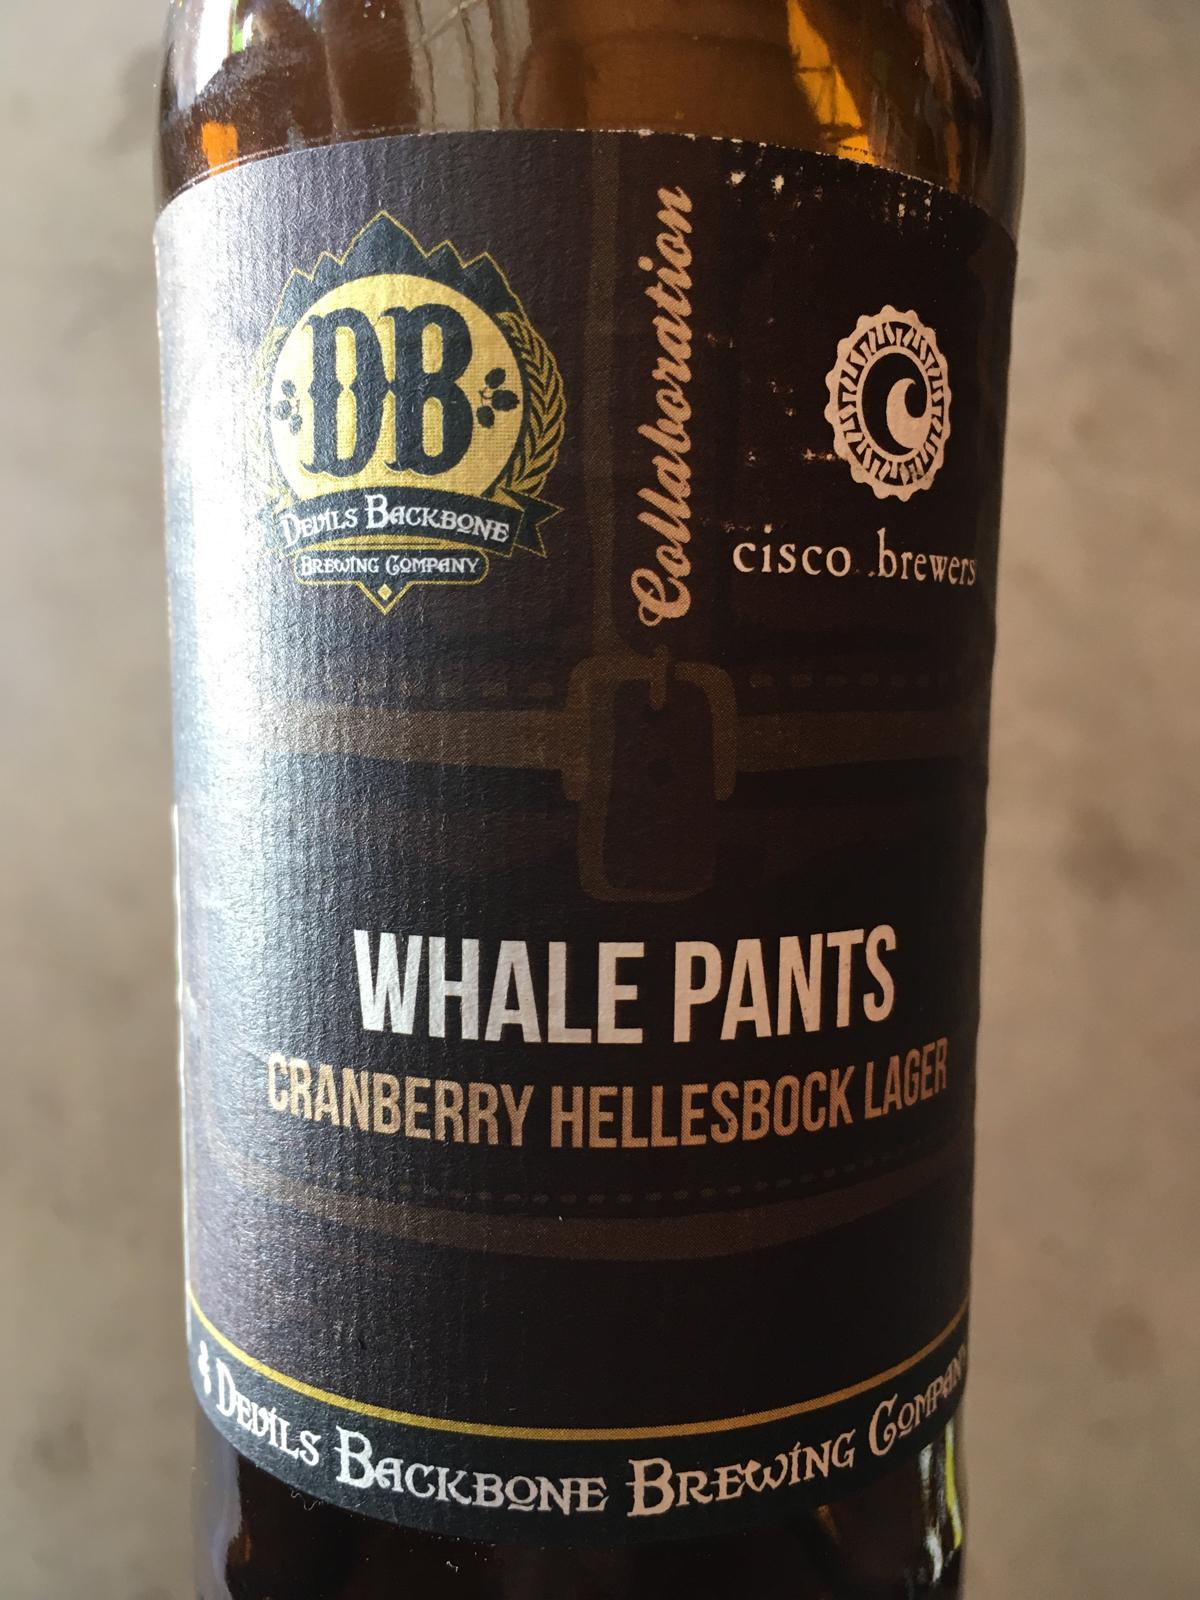 DB
DEVILS BACKBONE
BREWING COMPANY
Collaboration
C
cisco brewers
WHALE PANTS
CRANBERRY HELLESBOCK LAGER
DEVILS BACKBONE BREWING COMPANY